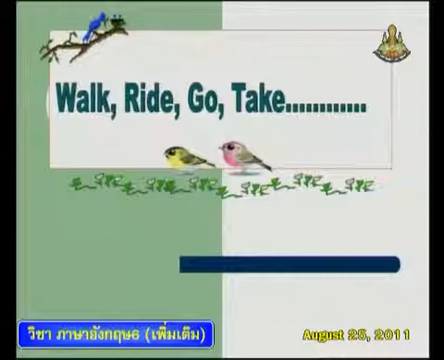 Walk, Ride, Go, Take............
วิชา ภาษาอังกฤษ6 (เพิ่มเติม)
August 25, 2011